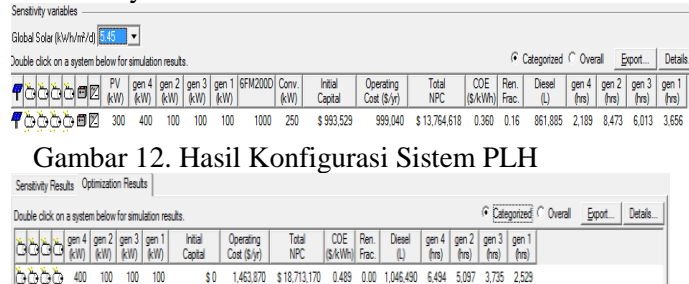 Sensitivity variables
Global Solar (kWh/m²/d) 5.45
Double click on a system below for simulation results. Categorized Overall Export... Details.
PV (kW) gen 4 (kW) gen 2 (kW) gen 3 (kW) gen 1 (kW) 6FM200D Conv. (kW) Initial Capital Operating Cost ($/yr) Total NPC COE ($/kWh) Ren. Frac. Diesel (L) gen 4 (hrs) gen 2 (hrs) gen 3 (hrs) gen 1 (hrs)
300 400 100 100 100 1000 250 $ 993,529 999,040 $ 13,764,618 0.360 0.16 861,885 2,189 8,473 6,013 3,656
Gambar 12. Hasil Konfigurasi Sistem PLH
Sensitivity Results Optimization Results
Double click on a system below for simulation results. Categorized Overall Export... Details...
gen 4 (kW) gen 2 (kW) gen 3 (kW) gen 1 (kW) Initial Capital Operating Cost ($/yr) Total NPC COE ($/kWh) Ren. Frac. Diesel (L) gen 4 (hrs) gen 2 (hrs) gen 3 (hrs) gen 1 (hrs)
400 100 100 100 $ 0 1,463,870 $ 18,713,170 0.489 0.00 1,046,490 6,494 5,097 3,735 2,529